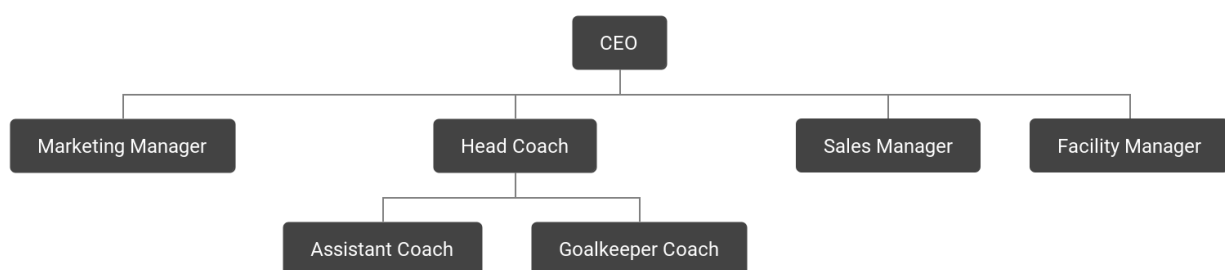 CEO
Marketing Manager
Head Coach
Sales Manager
Facility Manager
Assistant Coach
Goalkeeper Coach